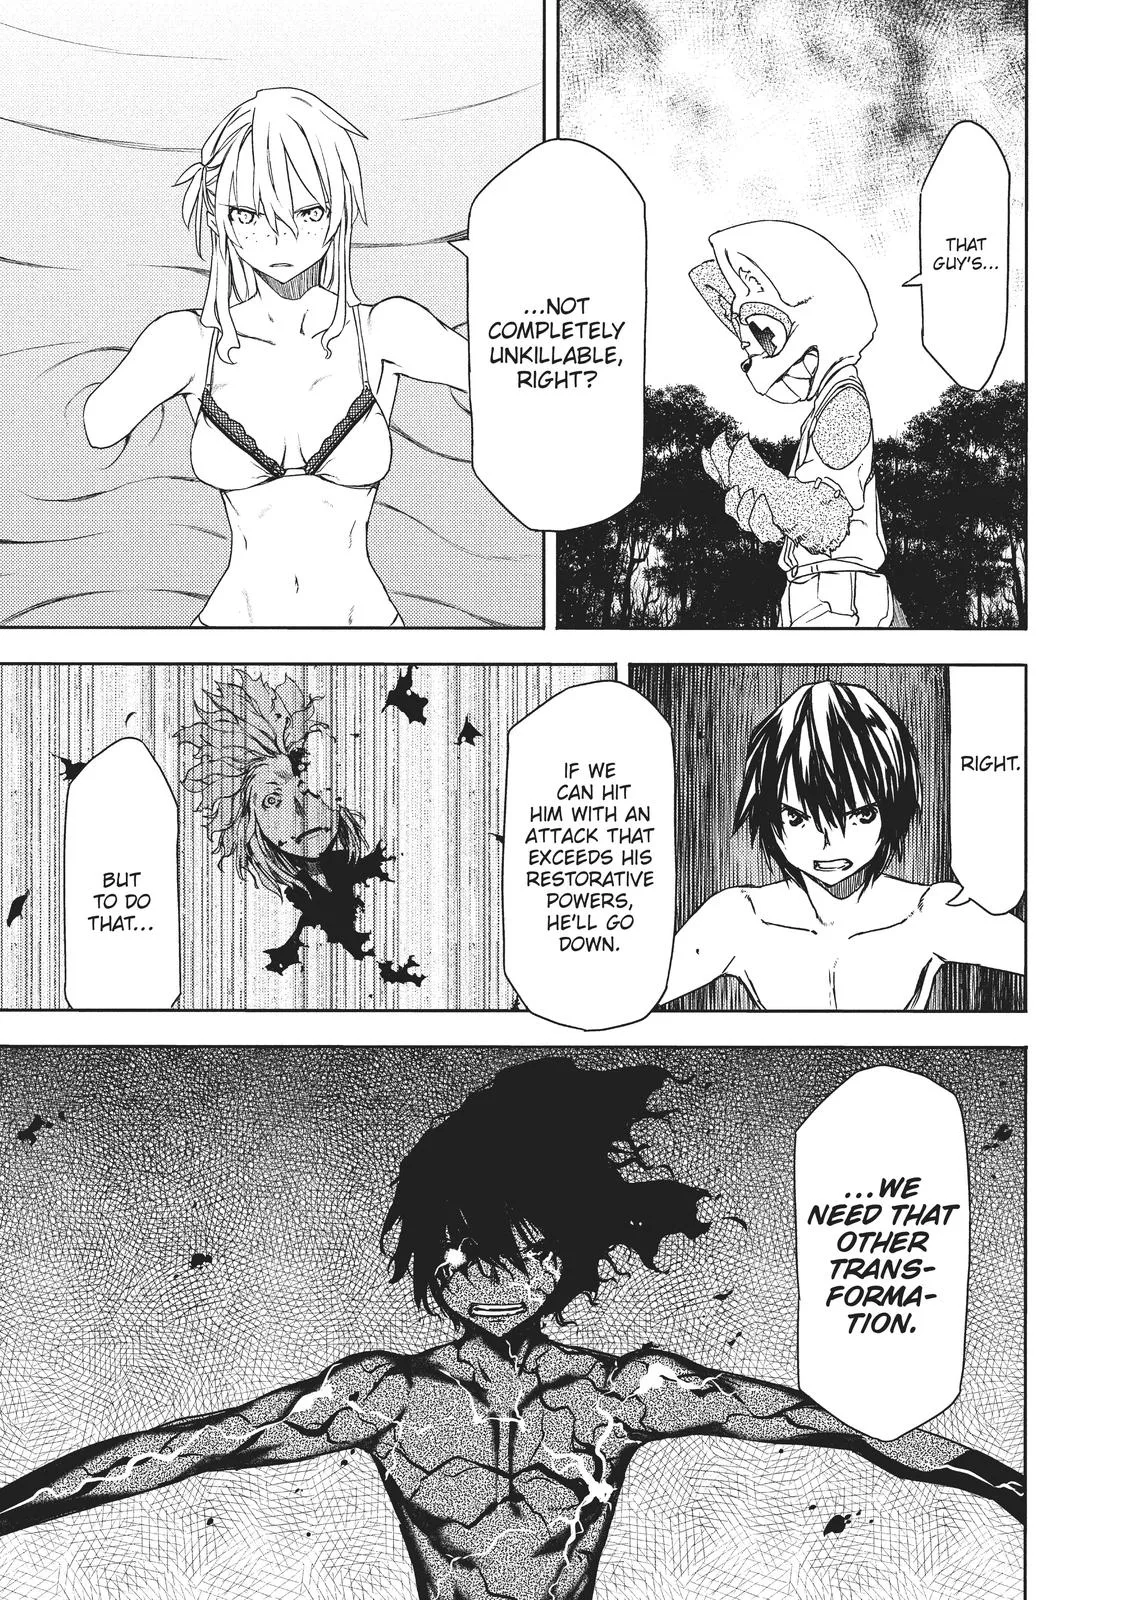 THAT
GUY'S...
...NOT
COMPLETELY
UNKILLABLE,
RIGHT?
RIGHT.
IF WE
CAN HIT
HIM WITH AN
ATTACK THAT
EXCEEDS HIS
RESTORATIVE
POWERS,
HE'LL GO
DOWN.
BUT
TO DO
THAT...
...WE
NEED THAT
OTHER
TRANS-
FORMA-
TION.